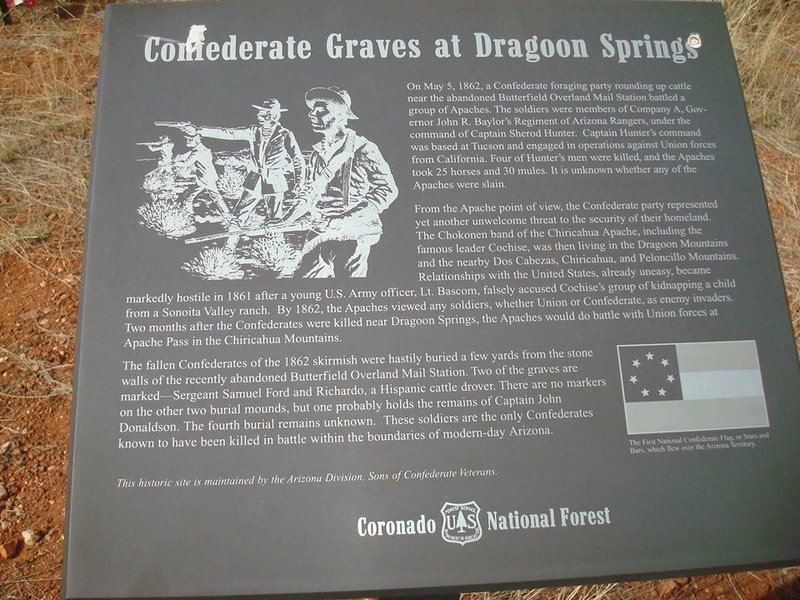 Confederate Graves at Dragoon Springs
On May 5, 1862, a Confederate foraging party rounding up cattle
near the abandoned Butterfield Overland Mail Station battled a
group of Apaches. The soldiers were members of Company A, Gov-
ernor John R. Baylor's Regiment of Arizona Rangers, under the
command of Captain Sherod Hunter. Captain Hunter's command
was based at Tucson and engaged in operations against Union forces
from California. Four of Hunter's men were killed, and the Apaches
took 25 horses and 30 mules. It is unknown whether any of the
Apaches were slain.
From the Apache point of view, the Confederate party represented
yet another unwelcome threat to the security of their homeland.
The Chokonen band of the Chiricahua Apache, including the
famous leader Cochise, was then living in the Dragoon Mountains
and the nearby Dos Cabezas, Chiricahua, and Peloncillo Mountains.
Relationships with the United States, already uneasy, became
markedly hostile in 1861 after a young U.S. Army officer, Lt. Bascom, falsely accused Cochise's group of kidnapping a child
from a Sonoita Valley ranch. By 1862, the Apaches viewed any soldiers, whether Union or Confederate, as enemy invaders.
Two months after the Confederates were killed near Dragoon Springs, the Apaches would do battle with Union forces at
Apache Pass in the Chiricahua Mountains.
The fallen Confederates of the 1862 skirmish were hastily buried a few yards from the stone
walls of the recently abandoned Butterfield Overland Mail Station. Two of the graves are
marked—Sergeant Samuel Ford and Richardo, a Hispanic cattle drover. There are no markers
on the other two burial mounds, but one probably holds the remains of Captain John
Donaldson. The fourth burial remains unknown. These soldiers are the only Confederates
known to have been killed in battle within the boundaries of modern-day Arizona.
The First National Confederate Flag, or Stars and
Bars, which flew over the Arizona Territory.
This historic site is maintained by the Arizona Division, Sons of Confederate Veterans.
Coronado National Forest
FOREST SERVICE
U S
DEPARTMENT OF AGRICULTURE